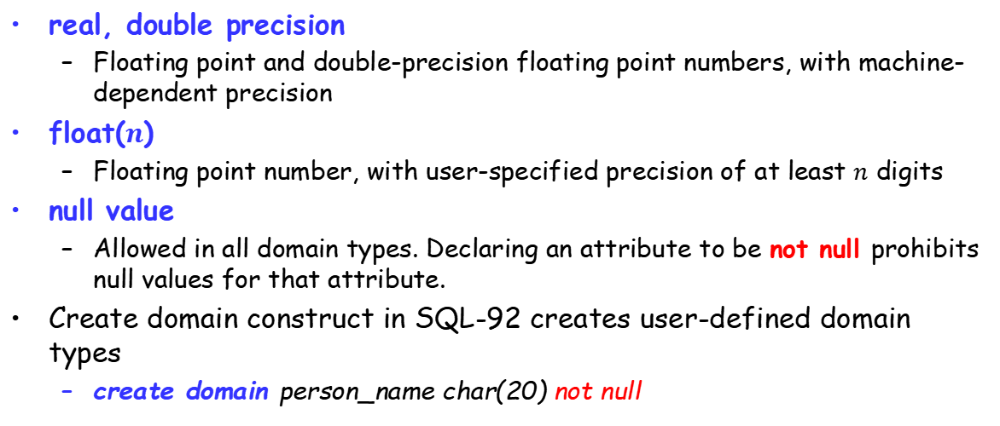 • real, double precision
– Floating point and double-precision floating point numbers, with machine-
dependent precision
• float(n)
– Floating point number, with user-specified precision of at least n digits
• null value
– Allowed in all domain types. Declaring an attribute to be not null prohibits
null values for that attribute.
• Create domain construct in SQL-92 creates user-defined domain
types
– create domain person_name char(20) not null